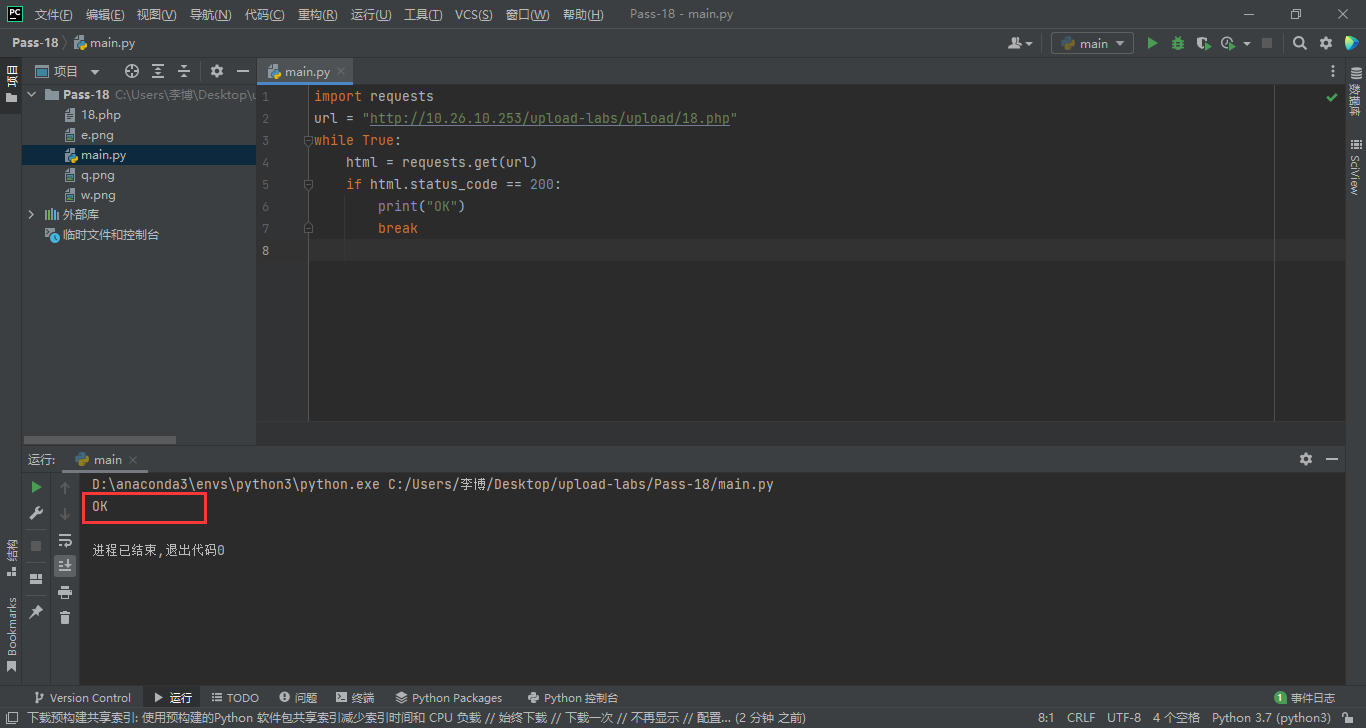 PC 文件(F) 编辑(E) 视图(V) 导航(N) 代码(C) 重构(R) 运行(U) 工具(T) VCS(S) 窗口(W) 帮助(H) Pass-18 - main.py
Pass-18 main.py main
项目 项目 main.py
Pass-18 C:\Users\李博\Desktop\u
18.php
e.png
main.py
q.png
w.png
外部库
临时文件和控制台
1 import requests
2 url = "http://10.26.10.253/upload-labs/upload/18.php"
3 while True:
4 html = requests.get(url)
5 if html.status_code == 200:
6 print("OK")
7 break
8
数据库
SciView
运行: main
D:\anaconda3\envs\python3\python.exe C:/Users/李博/Desktop/upload-labs/Pass-18/main.py
OK
进程已结束,退出代码0
结构
Bookmarks
Version Control 运行 TODO 问题 终端 Python Packages Python 控制台 1 事件日志
下载预构建共享索引: 使用预构建的Python 软件包共享索引减少索引时间和 CPU 负载 // 始终下载 // 下载一次 // 不再显示 // 配置... (2 分钟 之前) 8:1 CRLF UTF-8 4 个空格 Python 3.7 (python3)